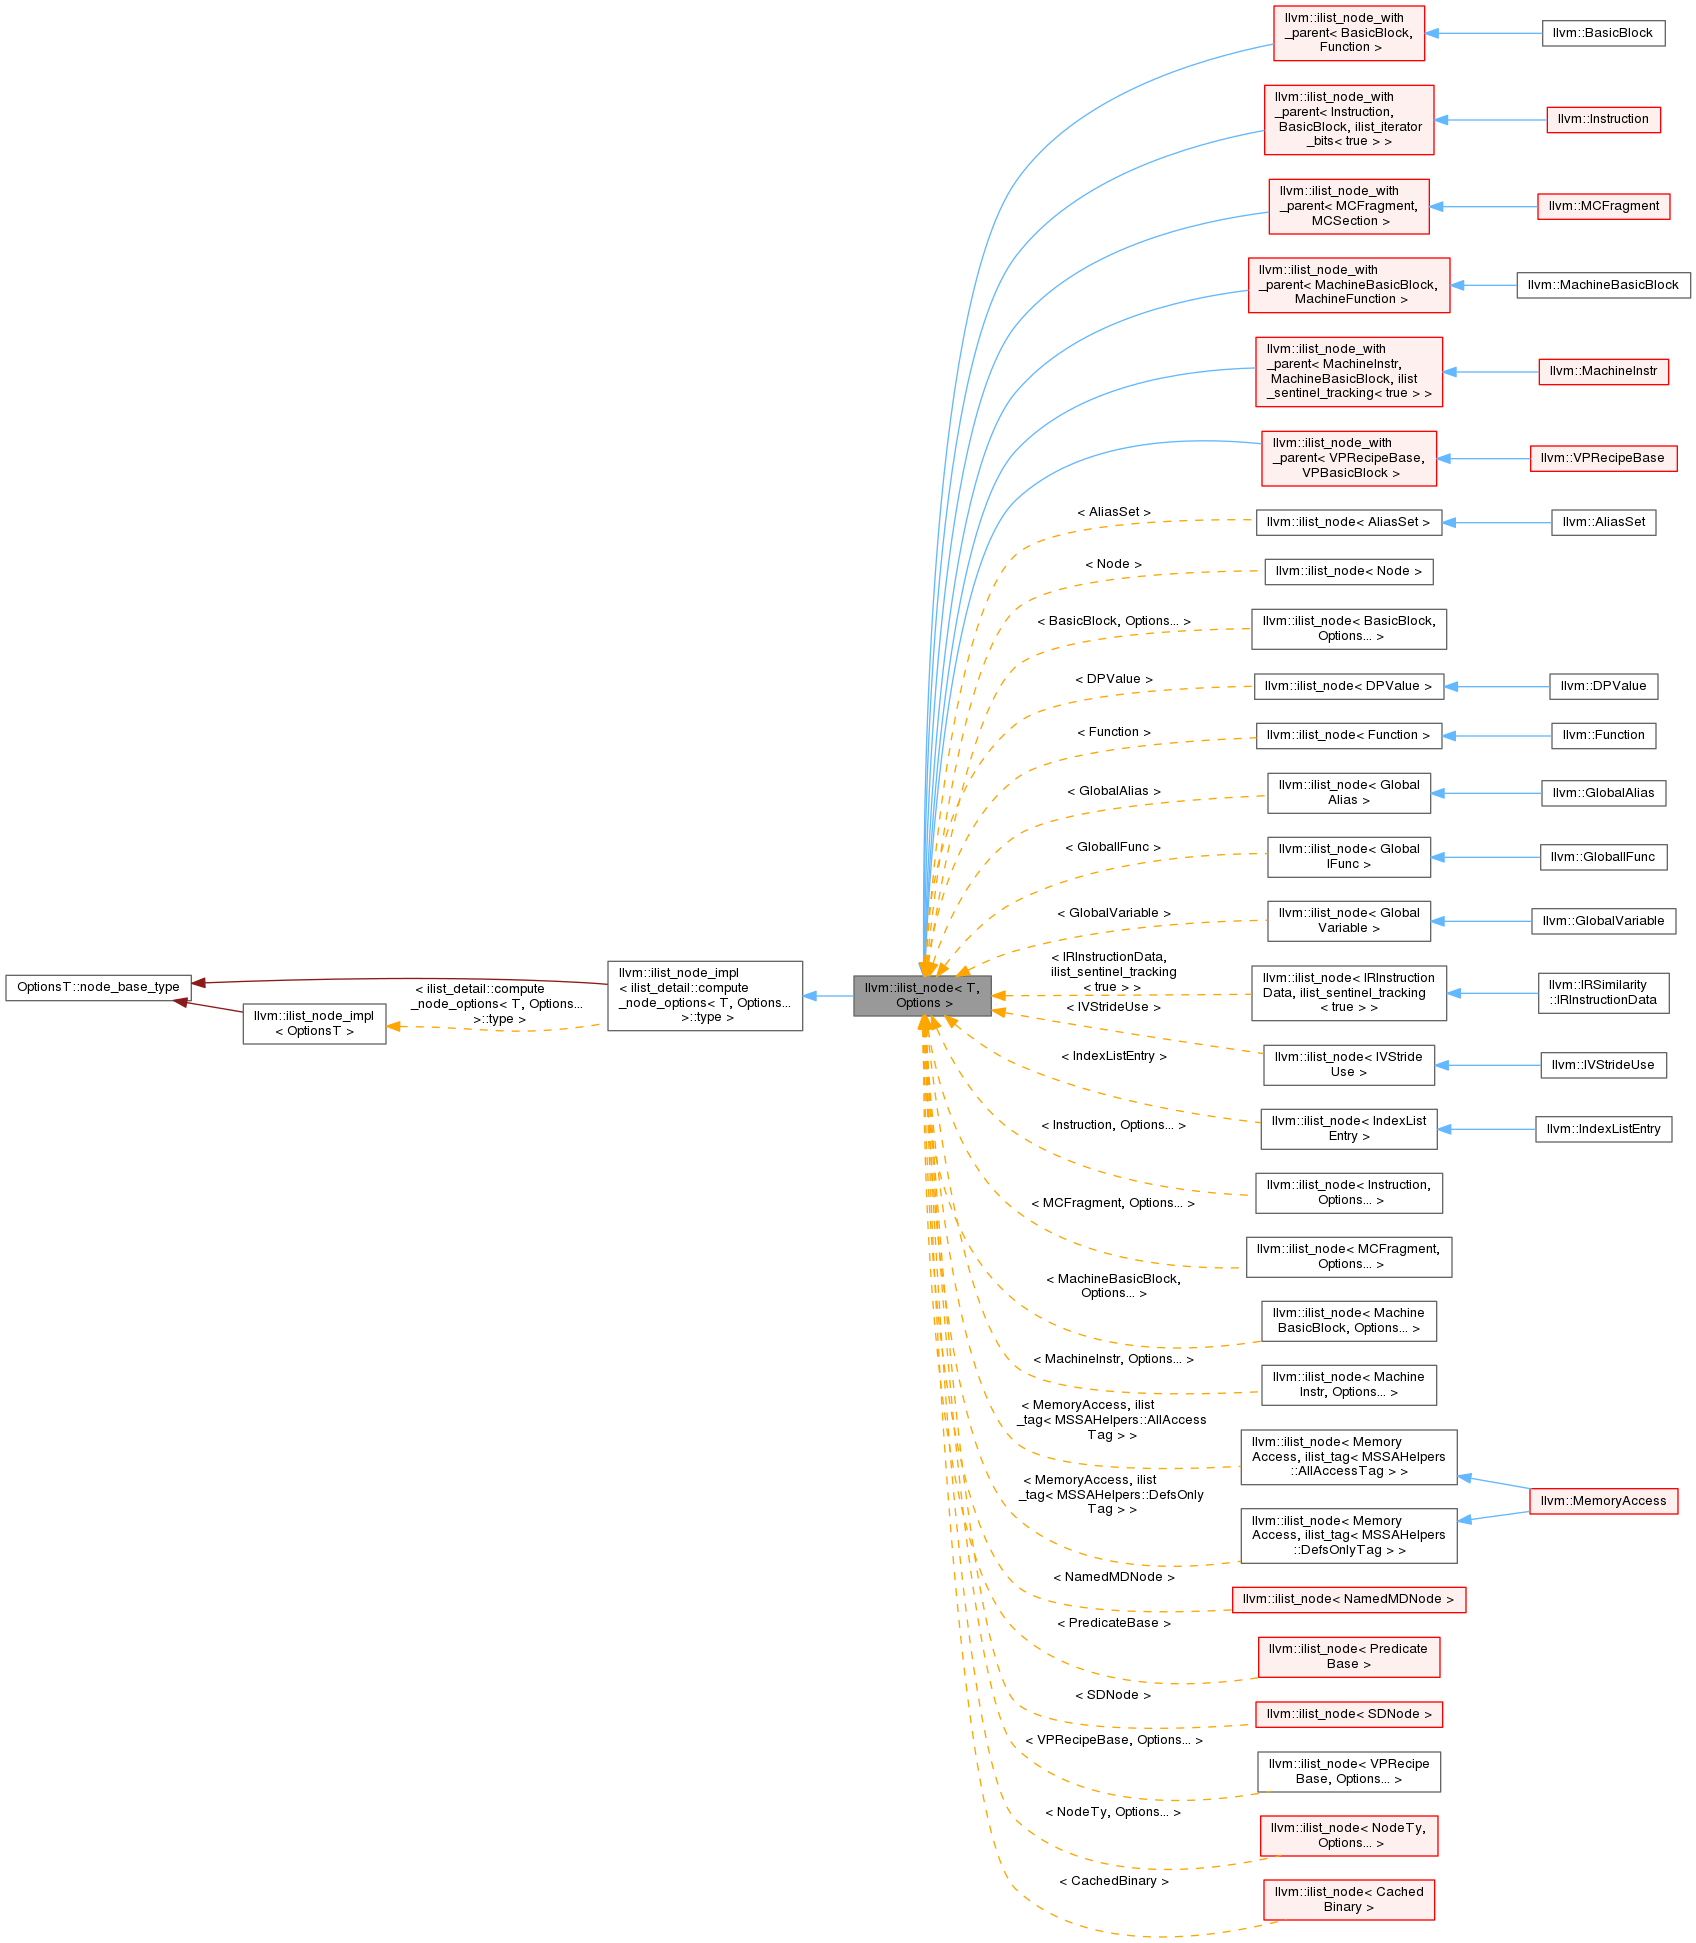 llvm::ilist_node_with
_parent< BasicBlock,
Function >
llvm::BasicBlock
llvm::ilist_node_with
_parent< Instruction,
BasicBlock, ilist_iterator
_bits< true > >
llvm::Instruction
llvm::ilist_node_with
_parent< MCFragment,
MCSection >
llvm::MCFragment
llvm::ilist_node_with
_parent< MachineBasicBlock,
MachineFunction >
llvm::MachineBasicBlock
llvm::ilist_node_with
_parent< MachineInstr,
MachineBasicBlock, ilist
_sentinel_tracking< true > >
llvm::MachineInstr
llvm::ilist_node_with
_parent< VPRecipeBase,
VPBasicBlock >
llvm::VPRecipeBase
< AliasSet >
llvm::ilist_node< AliasSet >
llvm::AliasSet
< Node >
llvm::ilist_node< Node >
< BasicBlock, Options... >
llvm::ilist_node< BasicBlock,
Options... >
< DPValue >
llvm::ilist_node< DPValue >
llvm::DPValue
< Function >
llvm::ilist_node< Function >
llvm::Function
< GlobalAlias >
llvm::ilist_node< Global
Alias >
llvm::GlobalAlias
< GlobalIFunc >
llvm::ilist_node< Global
IFunc >
llvm::GlobalIFunc
< GlobalVariable >
llvm::ilist_node< Global
Variable >
llvm::GlobalVariable
< IRInstructionData,
ilist_sentinel_tracking
< true > >
llvm::ilist_node< IRInstruction
Data, ilist_sentinel_tracking
< true > >
llvm::IRSimilarity
::IRInstructionData
OptionsT::node_base_type
llvm::ilist_node_impl
< OptionsT >
< ilist_detail::compute
_node_options< T, Options...
>::type >
llvm::ilist_node_impl
< ilist_detail::compute
_node_options< T, Options...
>::type >
llvm::ilist_node< T,
Options >
< IVStrideUse >
llvm::ilist_node< IVStride
Use >
llvm::IVStrideUse
< IndexListEntry >
llvm::ilist_node< IndexList
Entry >
llvm::IndexListEntry
< Instruction, Options... >
llvm::ilist_node< Instruction,
Options... >
< MCFragment, Options... >
llvm::ilist_node< MCFragment,
Options... >
< MachineBasicBlock,
Options... >
llvm::ilist_node< Machine
BasicBlock, Options... >
< MachineInstr, Options... >
llvm::ilist_node< Machine
Instr, Options... >
< MemoryAccess, ilist
_tag< MSSAHelpers::AllAccess
Tag > >
llvm::ilist_node< Memory
Access, ilist_tag< MSSAHelpers
::AllAccessTag > >
< MemoryAccess, ilist
_tag< MSSAHelpers::DefsOnly
Tag > >
llvm::ilist_node< Memory
Access, ilist_tag< MSSAHelpers
::DefsOnlyTag > >
llvm::MemoryAccess
< NamedMDNode >
llvm::ilist_node< NamedMDNode >
< PredicateBase >
llvm::ilist_node< Predicate
Base >
< SDNode >
llvm::ilist_node< SDNode >
< VPRecipeBase, Options... >
llvm::ilist_node< VPRecipe
Base, Options... >
< NodeTy, Options... >
llvm::ilist_node< NodeTy,
Options... >
< CachedBinary >
llvm::ilist_node< Cached
Binary >